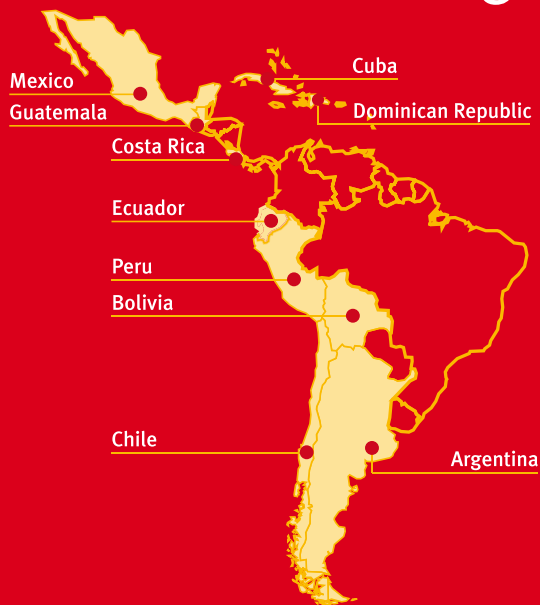 Cuba
Mexico
Dominican Republic
Guatemala
Costa Rica
Ecuador
Peru
Bolivia
Chile
Argentina